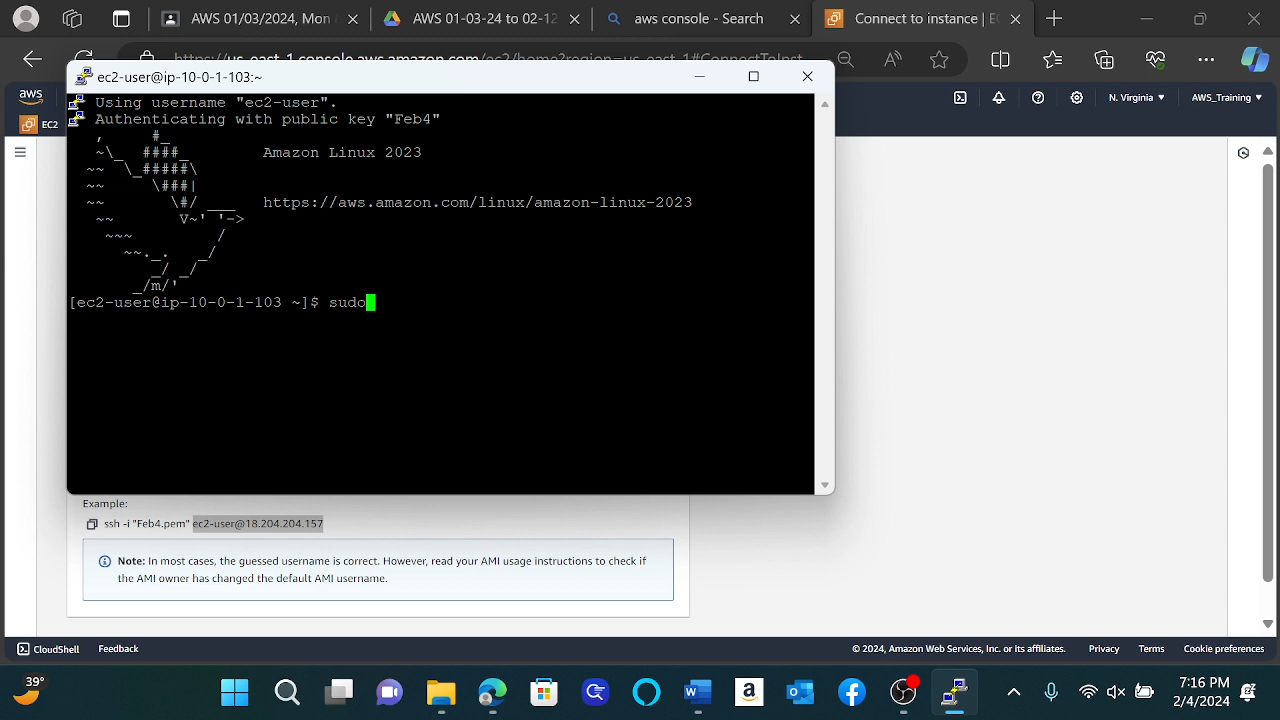 AWS 01/03/2024, Mon
AWS 01-03-24 to 02-12
aws console - Search
Connect to instance | EC
aws
N. Virginia
AWS_Training
EC2
ec2-user@ip-10-0-1-103:~
Using username "ec2-user".
Authenticating with public key "Feb4"
   ,     #_
   ~\_  ####_        Amazon Linux 2023
  ~~  \_#####\
  ~~     \###|
  ~~       \#/ ___   https://aws.amazon.com/linux/amazon-linux-2023
   ~~       V~' '->
    ~~~         /
      ~~._.   _/
         _/ _/
       _/m/'
[ec2-user@ip-10-0-1-103 ~]$ sudo
Example:
ssh -i "Feb4.pem" ec2-user@18.204.204.157
Note: In most cases, the guessed username is correct. However, read your AMI usage instructions to check if
the AMI owner has changed the default AMI username.
CloudShell
Feedback
© 2024, Amazon Web Services, Inc. or its affiliates.
Privacy
Terms
Cookie preferences
39°
7:16 PM
2/4/2024